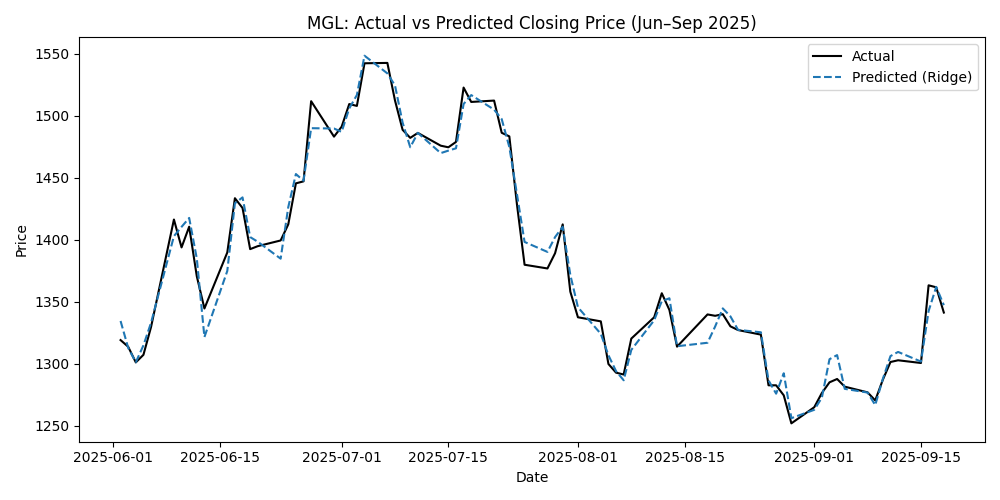 MGL: Actual vs Predicted Closing Price (Jun–Sep 2025)
Actual
Predicted (Ridge)
Price
1550
1500
1450
1400
1350
1300
1250
2025-06-01 2025-06-15 2025-07-01 2025-07-15 2025-08-01 2025-08-15 2025-09-01 2025-09-15
Date